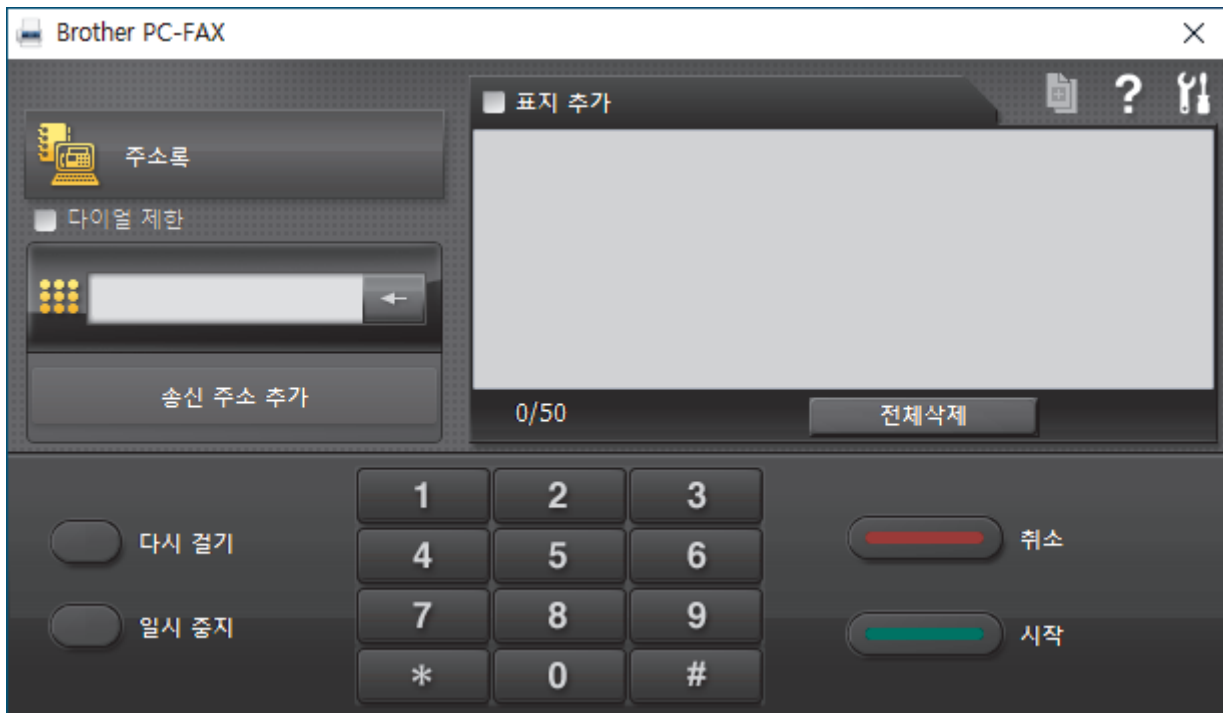 Brother PC-FAX
표지 추가
?
주소록
다이얼 제한
송신 주소 추가
0/50
전체삭제
1 2 3
4 5 6
7 8 9
* 0 #
다시 걸기
일시 중지
취소
시작